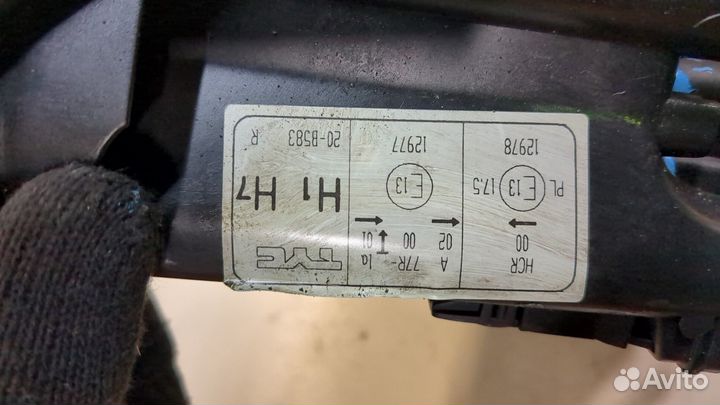 HCR
00
→
PL E13 17.5
12978
A 77R- 1a
02 00 01
← ←
E13
12977
TYC
H1 H7
20-B583
R
Avito